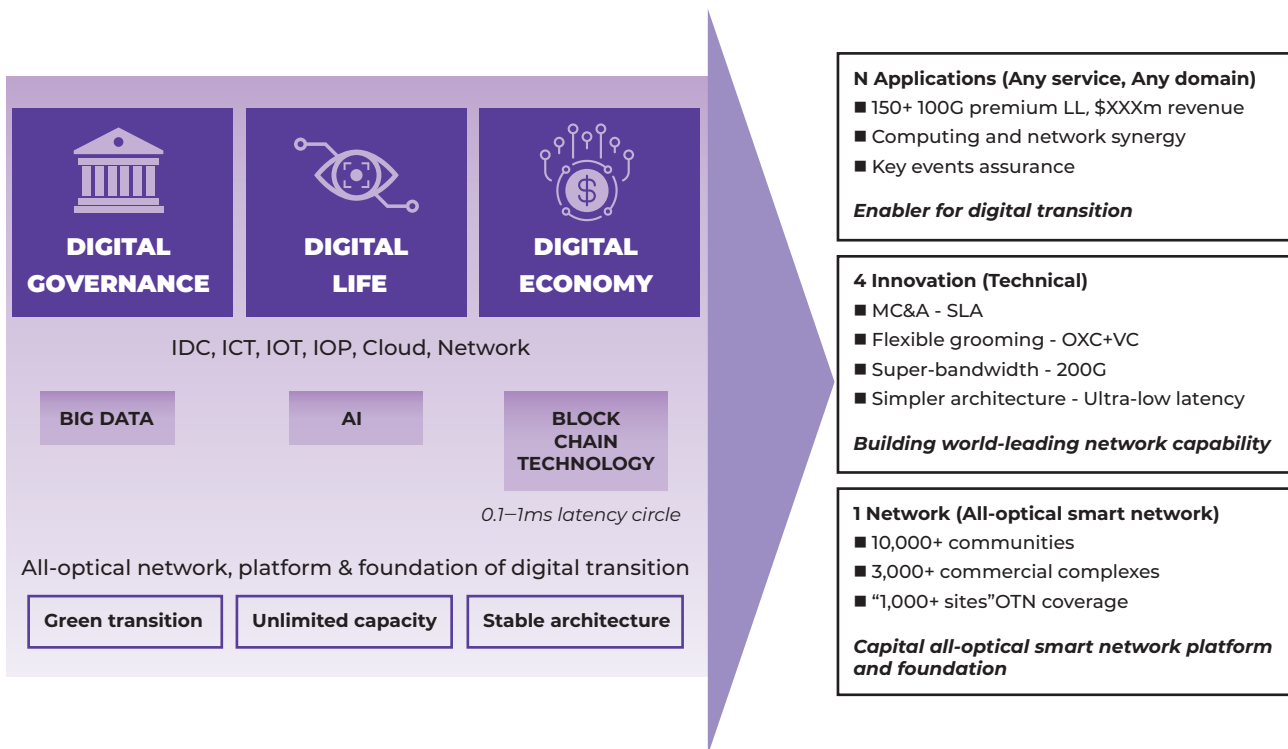 DIGITAL
GOVERNANCE
DIGITAL
LIFE
DIGITAL
ECONOMY
$
IDC, ICT, IOT, IOP, Cloud, Network
BIG DATA
AI
BLOCK
CHAIN
TECHNOLOGY
0.1–1ms latency circle
All-optical network, platform & foundation of digital transition
Green transition
Unlimited capacity
Stable architecture
N Applications (Any service, Any domain)
■ 150+ 100G premium LL, $XXXm revenue
■ Computing and network synergy
■ Key events assurance
Enabler for digital transition
4 Innovation (Technical)
■ MC&A - SLA
■ Flexible grooming - OXC+VC
■ Super-bandwidth - 200G
■ Simpler architecture - Ultra-low latency
Building world-leading network capability
1 Network (All-optical smart network)
■ 10,000+ communities
■ 3,000+ commercial complexes
■ “1,000+ sites”OTN coverage
Capital all-optical smart network platform
and foundation